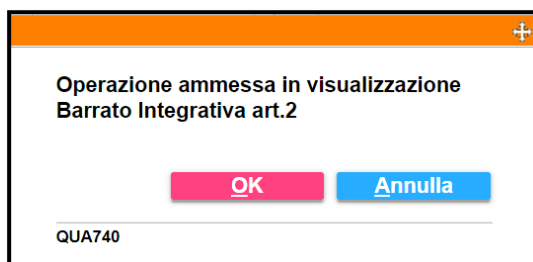 Operazione ammessa in visualizzazione
Barrato Integrativa art.2
OK
Annulla
QUA740